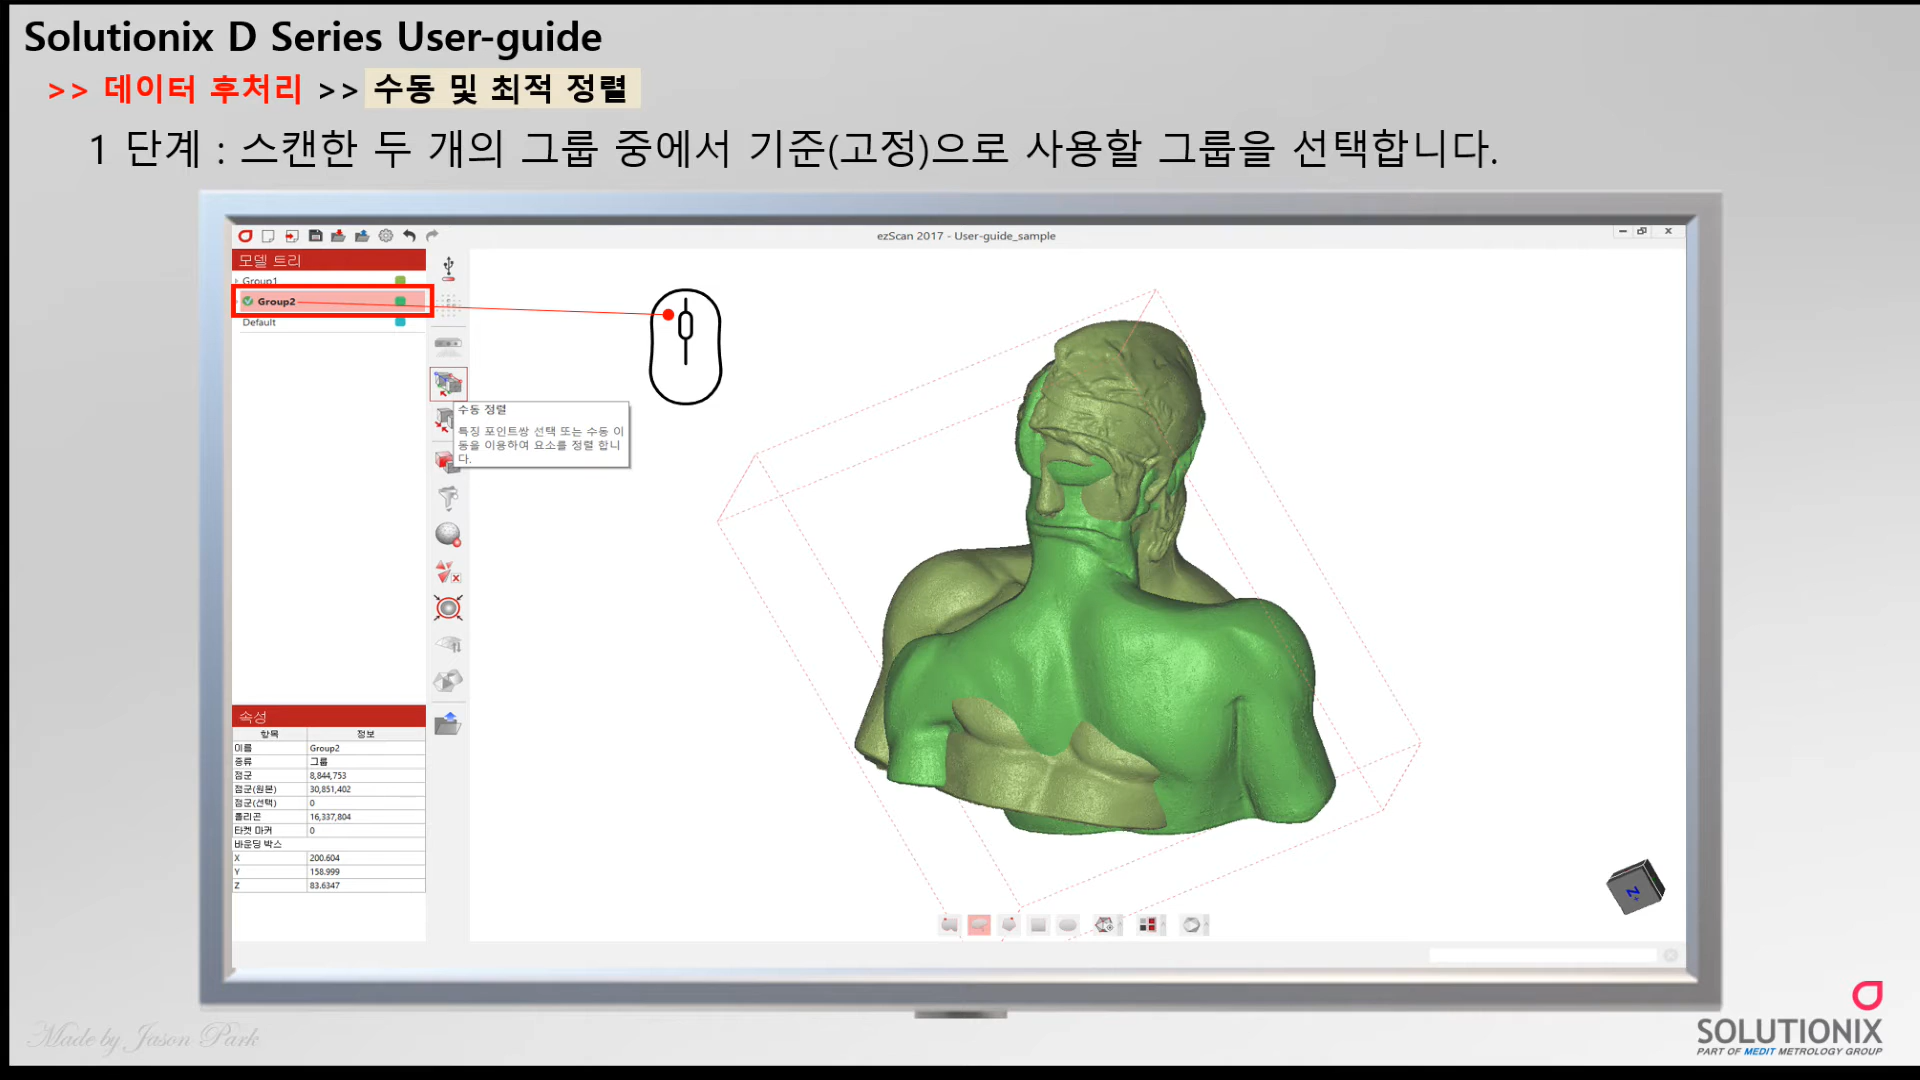 Solutionix D Series User-guide
>> 데이터 후처리 >> 수동 및 최적 정렬
1 단계 : 스캔한 두 개의 그룹 중에서 기준(고정)으로 사용할 그룹을 선택합니다.
ezScan 2017 - User-guide_sample
모델 트리
Group1
Group2
Default
수동 정렬
특징 포인트쌍 선택 또는 수동 이
동을 이용하여 요소를 정렬 합니
다.
속성
항목 정보
이름 Group2
종류 그룹
점군 8,844,753
점군(원본) 30,851,402
점군(선택) 0
폴리곤 16,337,804
타켓 마커 0
바운딩 박스
X 200.604
Y 158.999
Z 83.6347
Z+
Made by Jason Park
SOLUTIONIX
PART OF MEDIT METROLOGY GROUP